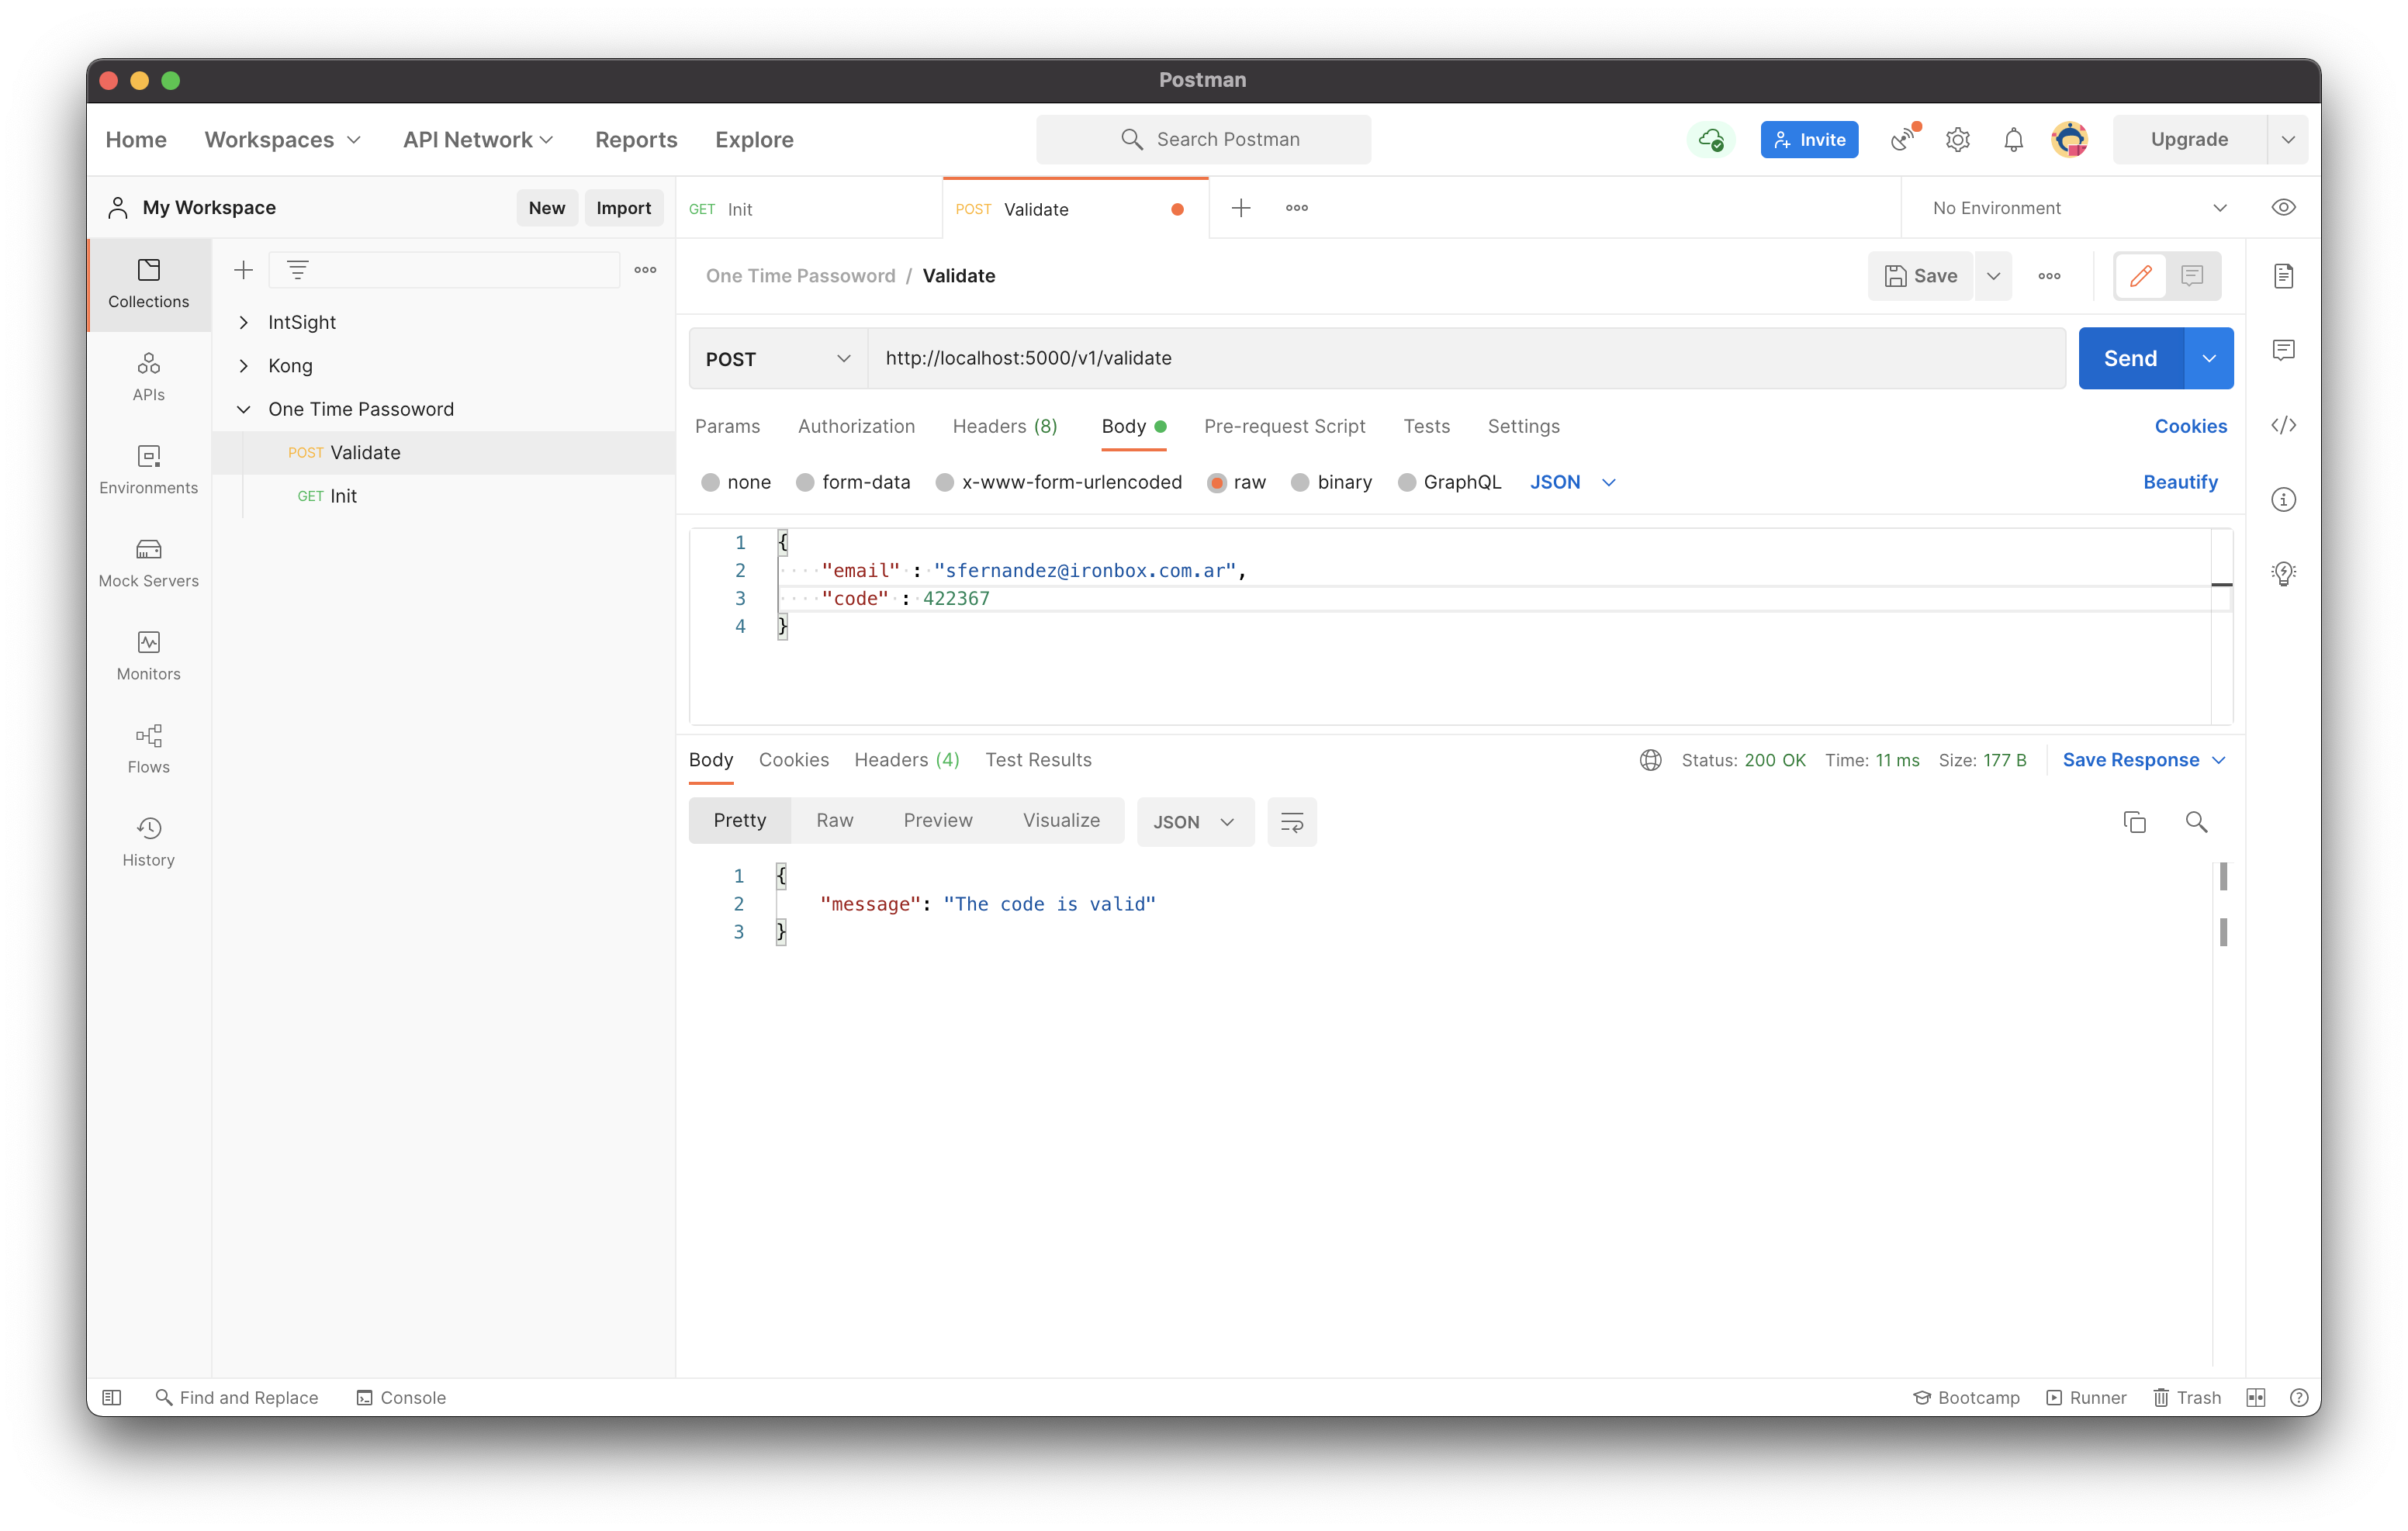 Postman
Home Workspaces API Network Reports Explore Search Postman Invite Upgrade
My Workspace New Import
GET Init POST Validate No Environment
Collections
APIs
Environments
Mock Servers
Monitors
Flows
History
IntSight
Kong
One Time Passoword
POST Validate
GET Init
One Time Passoword / Validate Save
POST http://localhost:5000/v1/validate Send
Params Authorization Headers (8) Body Pre-request Script Tests Settings Cookies
none form-data x-www-form-urlencoded raw binary GraphQL JSON Beautify
1 {
2 "email" : "sfernandez@ironbox.com.ar",
3 "code" : 422367
4 }
Body Cookies Headers (4) Test Results Status: 200 OK Time: 11 ms Size: 177 B Save Response
Pretty Raw Preview Visualize JSON
1 {
2 "message": "The code is valid"
3 }
Find and Replace Console Bootcamp Runner Trash